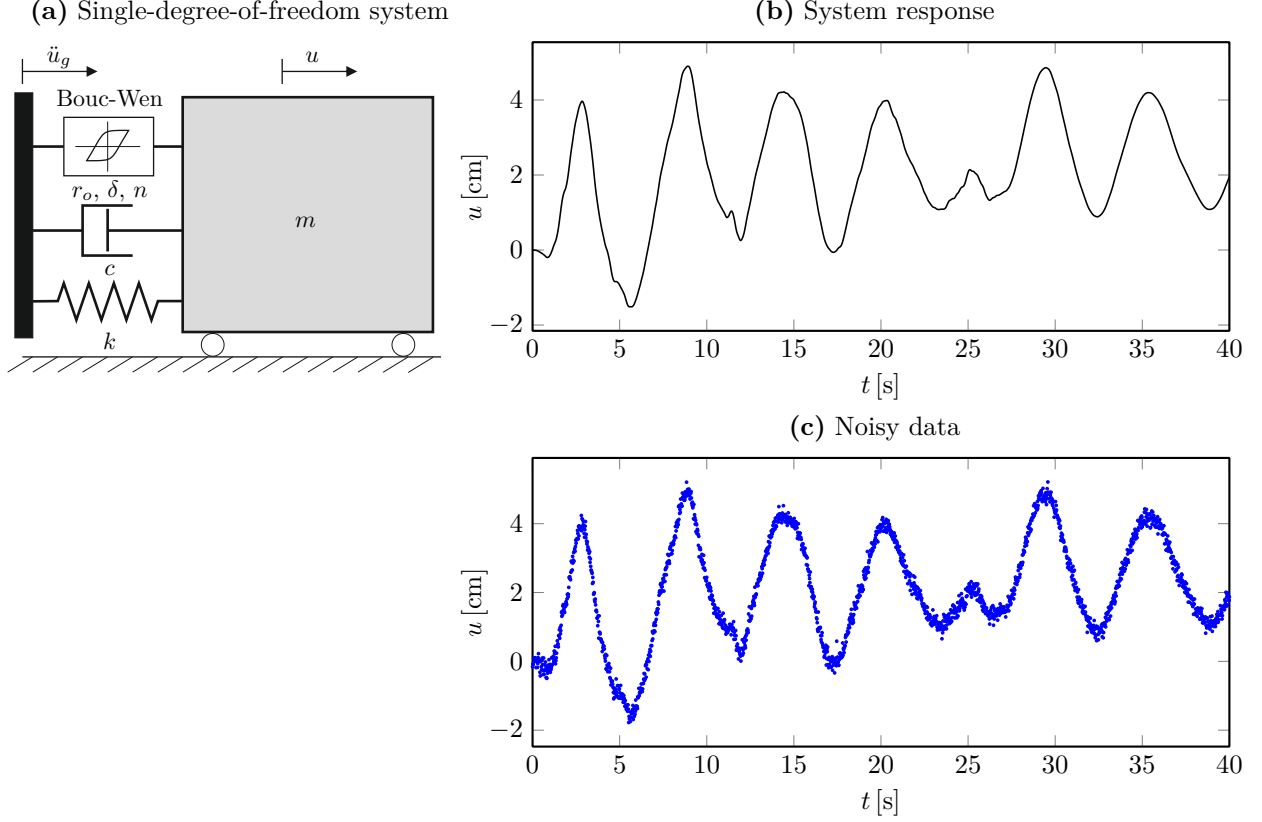 (a) Single-degree-of-freedom system
ü_g
u
Bouc-Wen
r_o, δ, n
m
c
k
(b) System response
u [cm]
4
2
0
−2
0 5 10 15 20 25 30 35 40
t [s]
(c) Noisy data
u [cm]
4
2
0
−2
0 5 10 15 20 25 30 35 40
t [s]